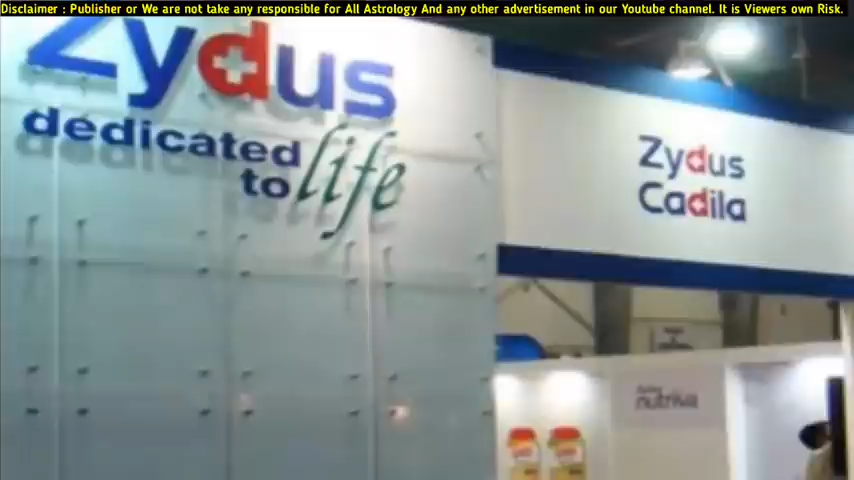 Disclaimer : Publisher or We are not take any responsible for All Astrology And any other advertisement in our Youtube channel. It is Viewers own Risk.
Zydus
dedicated
to life
Zydus
Cadila
nutriva